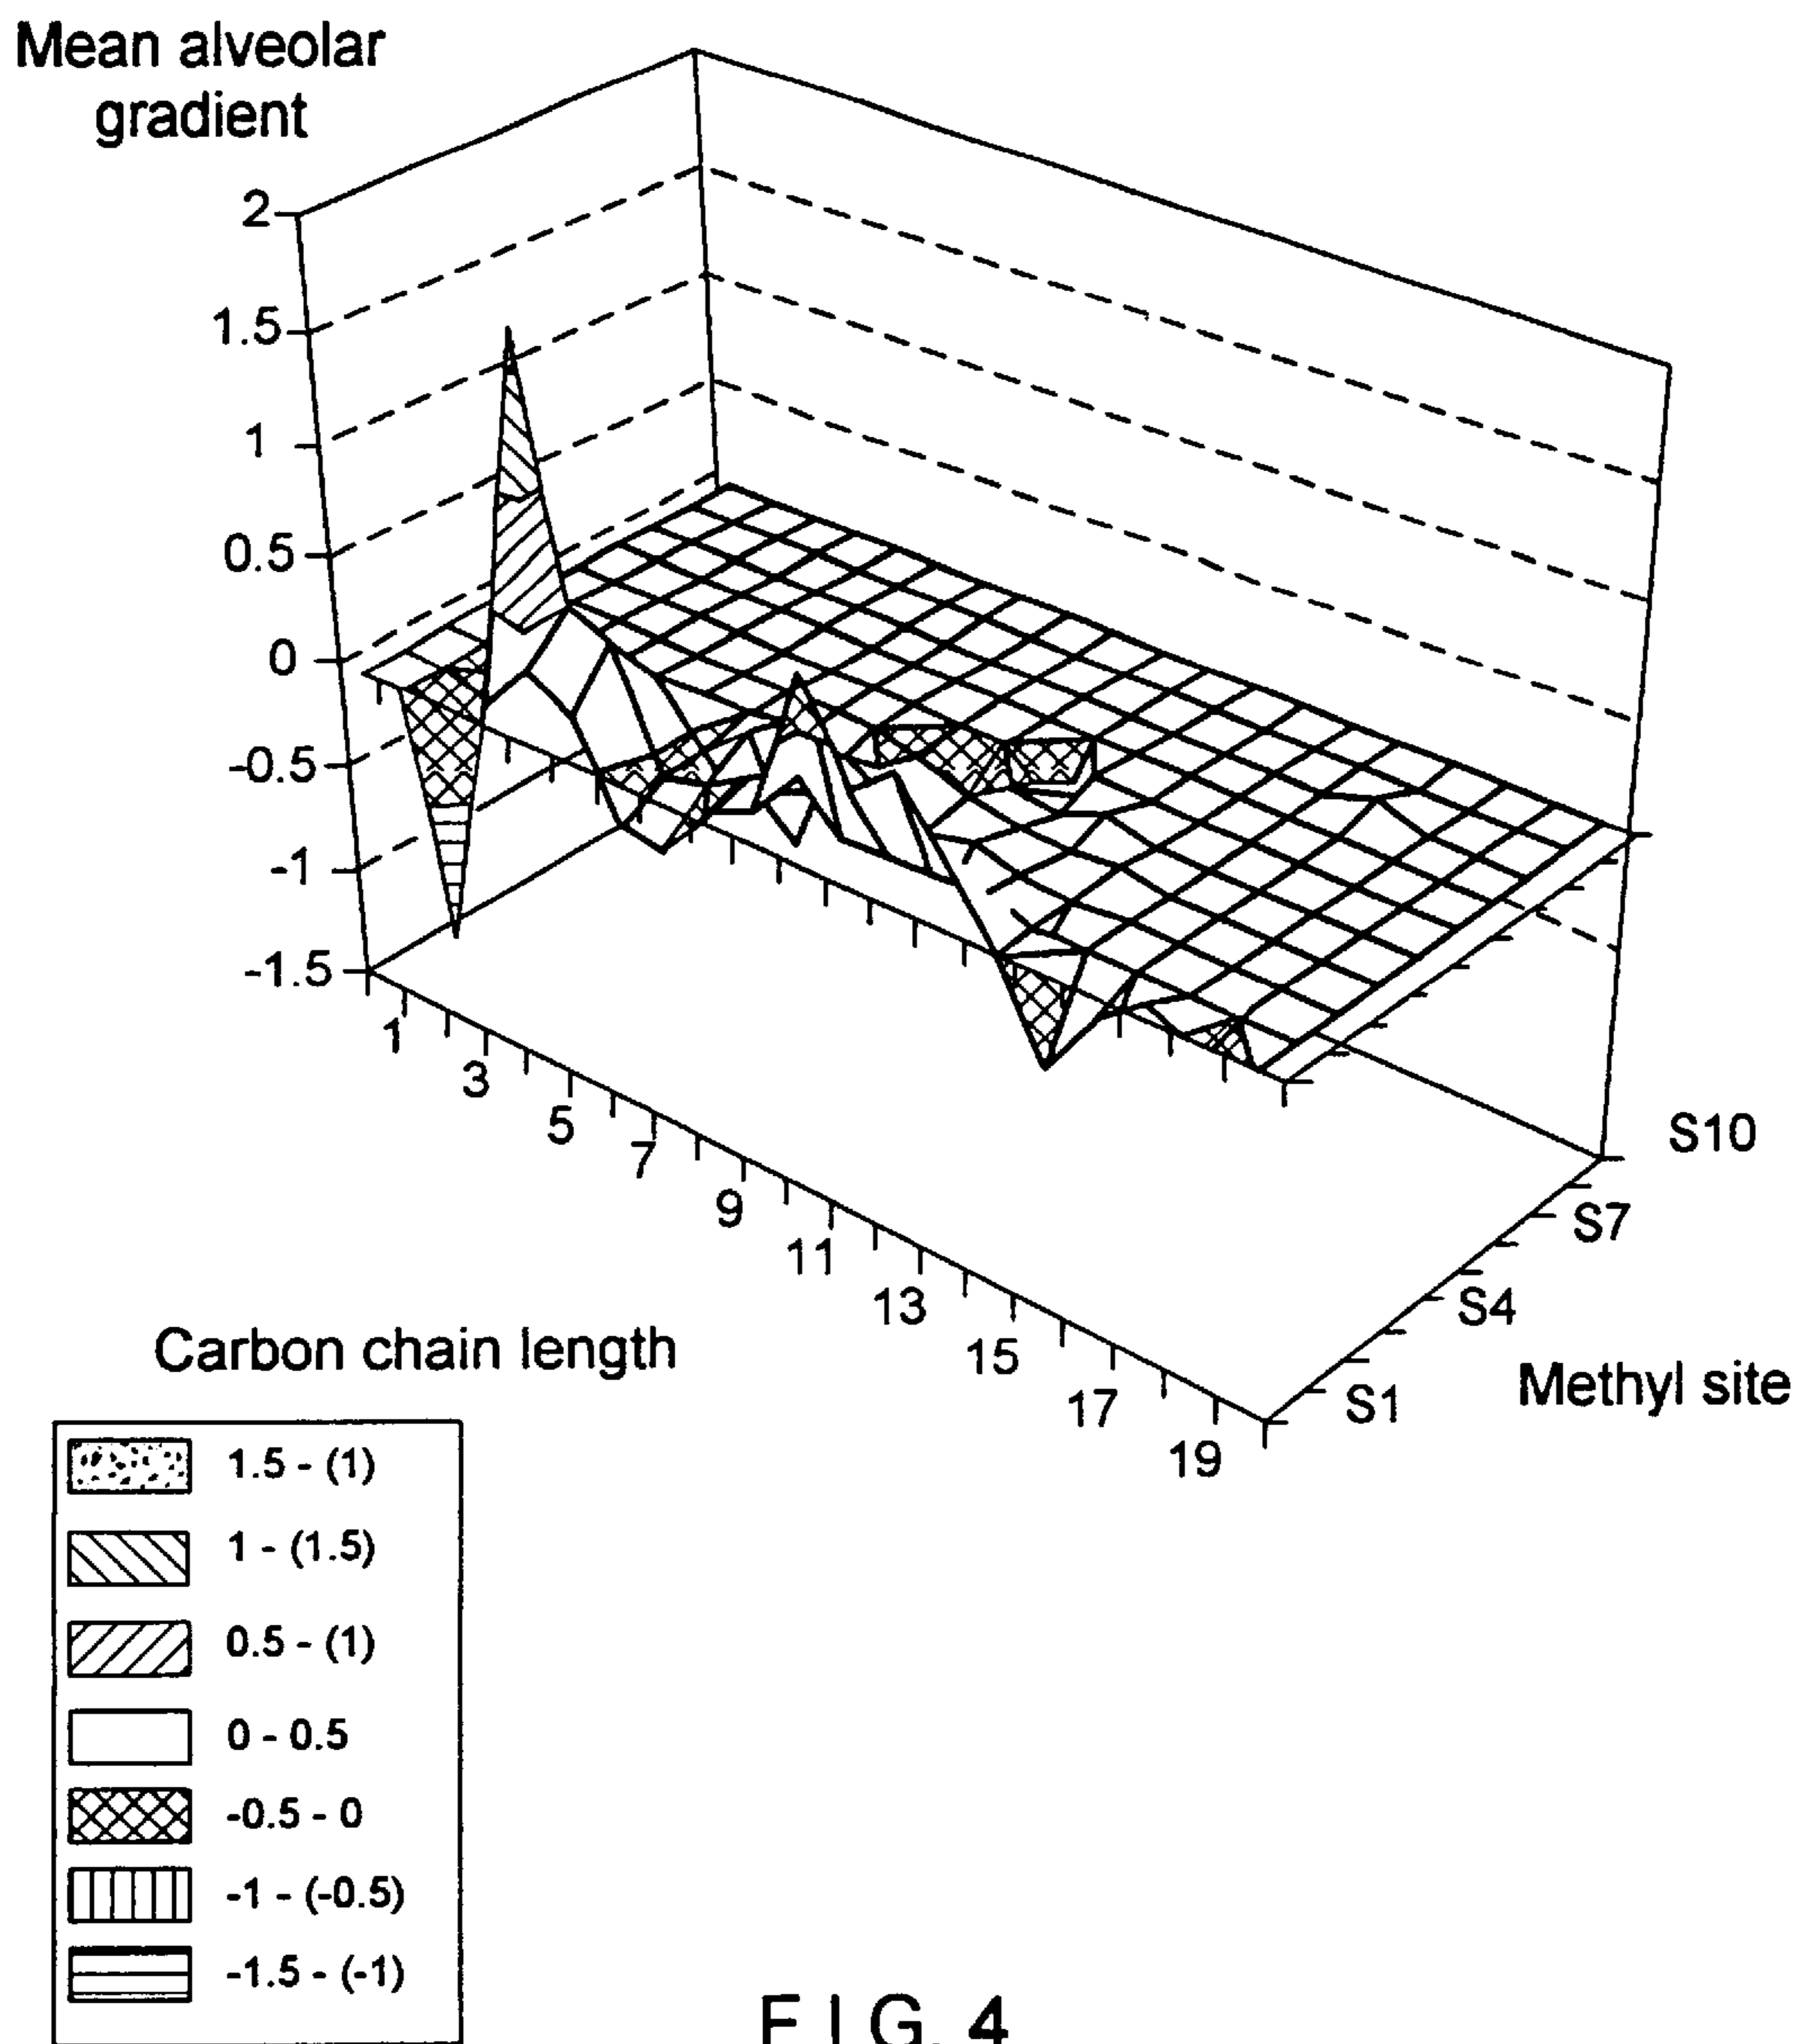 Mean alveolar
gradient
2
1.5
1
0.5
0
-0.5
-1
-1.5
1
3
5
7
9
11
13
15
17
19
S1
S4
S7
S10
Carbon chain length
Methyl site
1.5 - (1)
1 - (1.5)
0.5 - (1)
0 - 0.5
-0.5 - 0
-1 - (-0.5)
-1.5 - (-1)
FIG. 4